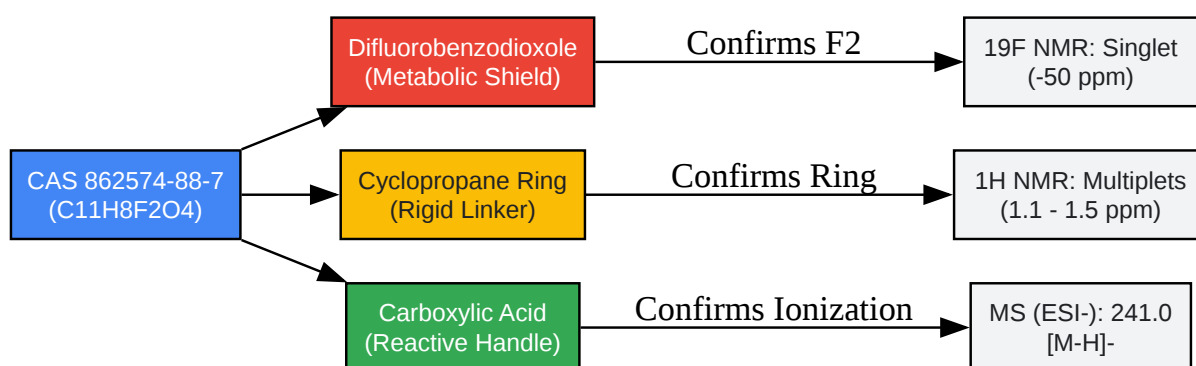 Difluorobenzodioxole
(Metabolic Shield)
Confirms F2
19F NMR: Singlet
(-50 ppm)
CAS 862574-88-7
(C11H8F2O4)
Cyclopropane Ring
(Rigid Linker)
Confirms Ring
1H NMR: Multiplets
(1.1 - 1.5 ppm)
Carboxylic Acid
(Reactive Handle)
Confirms Ionization
MS (ESI-): 241.0
[M-H]-